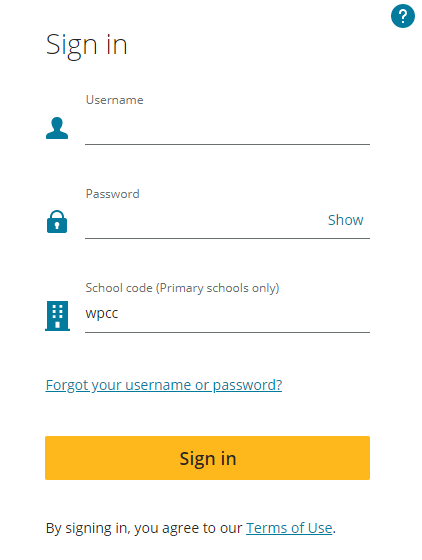 ?
Sign in
Username
Password
Show
School code (Primary schools only)
wpcc
Forgot your username or password?
Sign in
By signing in, you agree to our Terms of Use.